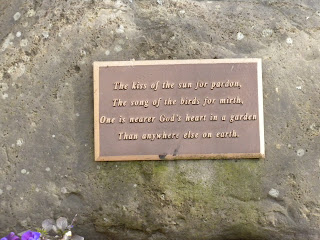 The kiss of the sun for pardon,
The song of the birds for mirth,
One is nearer God's heart in a garden
Than anywhere else on earth.